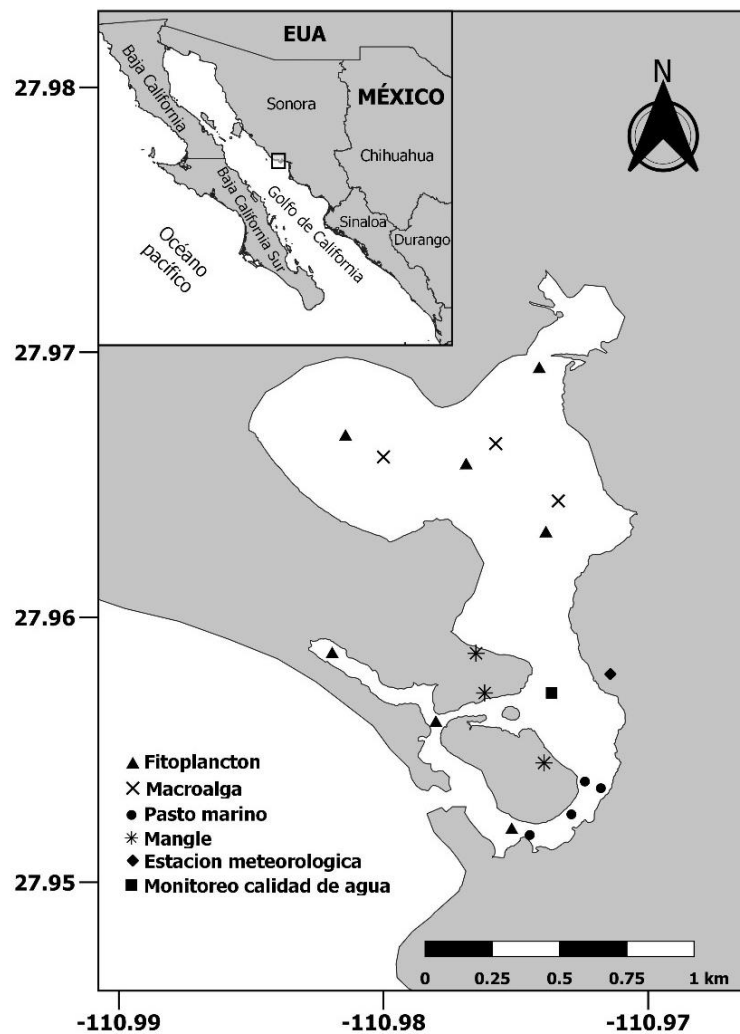 EUA
MÉXICO
Baja California
Sonora
Chihuahua
Baja California Sur
Golfo de California
Sinaloa
Durango
Océano
pacífico
N
27.98
27.97
27.96
27.95
Fitoplancton
Macroalga
Pasto marino
Mangle
Estacion meteorologica
Monitoreo calidad de agua
0 0.25 0.5 0.75 1 km
-110.99 -110.98 -110.97